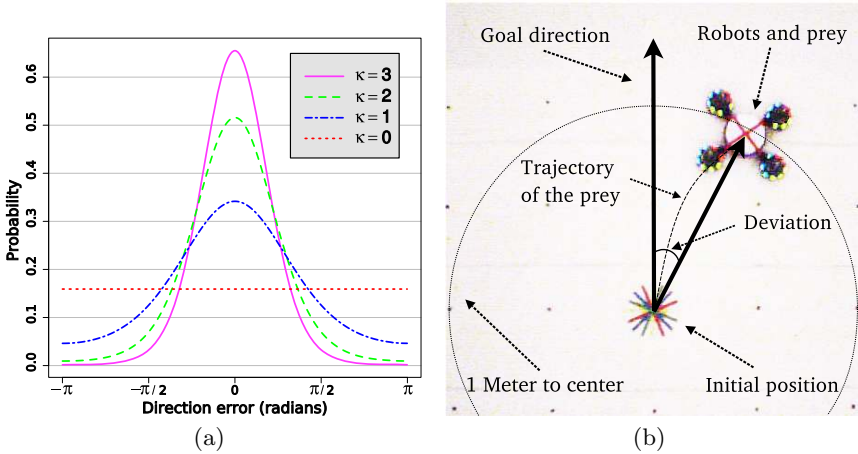 0.0 0.1 0.2 0.3 0.4 0.5 0.6
Probability
κ = 3
κ = 2
κ = 1
κ = 0
−π −π/2 0 π/2 π
Direction error (radians)
(a)
Goal direction
Robots and prey
Trajectory
of the prey
Deviation
1 Meter to center
Initial position
(b)